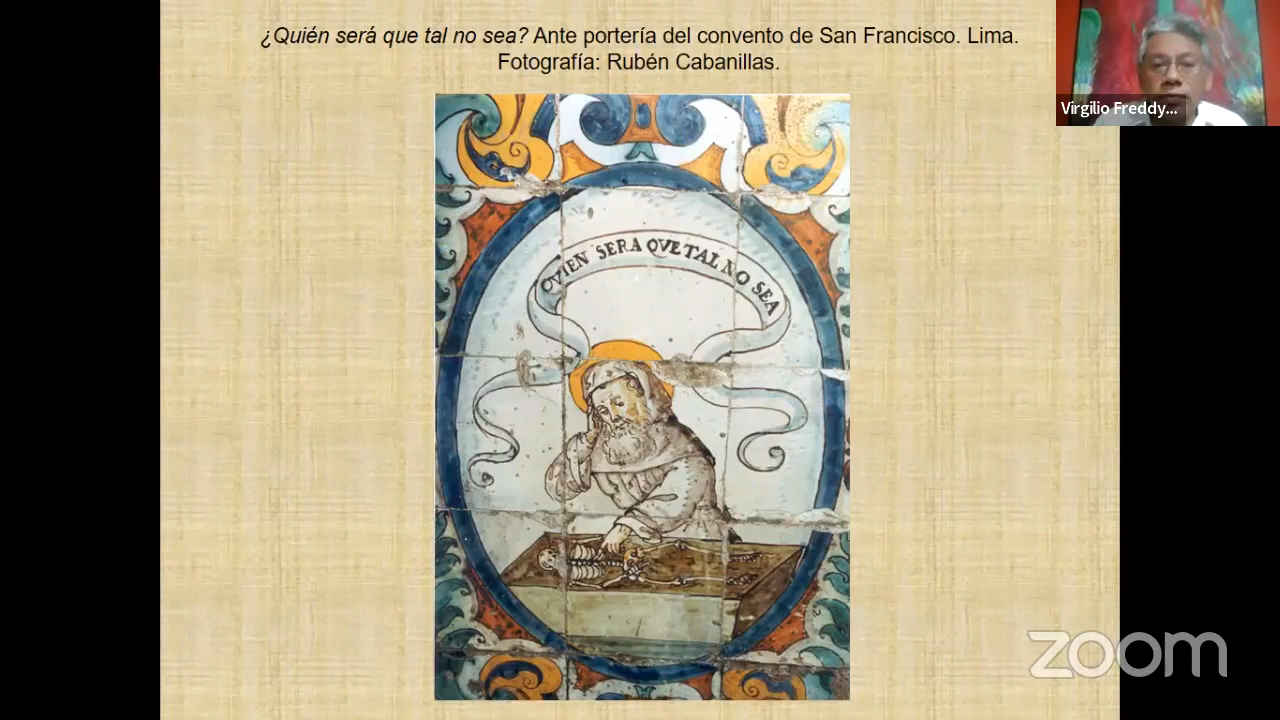 ¿Quién será que tal no sea? Ante portería del convento de San Francisco. Lima.
Fotografía: Rubén Cabanillas.
Virgilio Freddy...
QVIEN SERA QVE TAL NO SEA
zoom